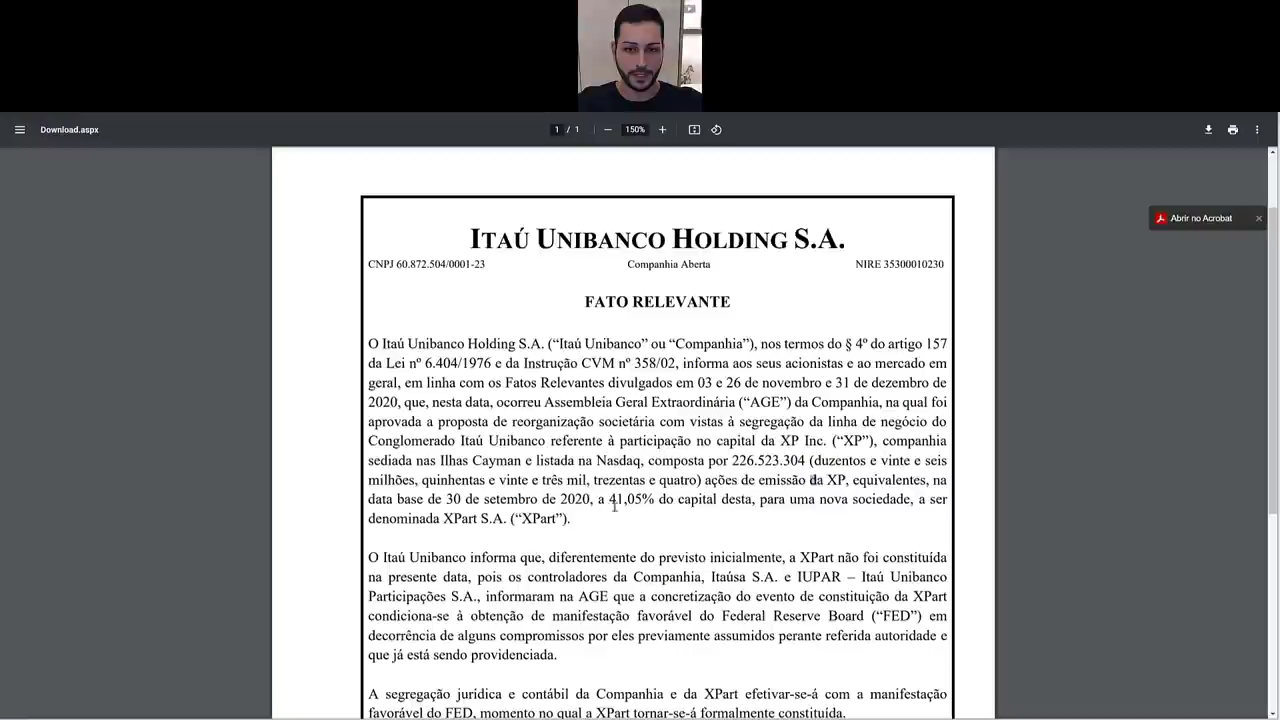 Download.aspx
1 / 1
150%
Abrir no Acrobat
ITAÚ UNIBANCO HOLDING S.A.
CNPJ 60.872.504/0001-23 Companhia Aberta NIRE 35300010230
FATO RELEVANTE
O Itaú Unibanco Holding S.A. (“Itaú Unibanco” ou “Companhia”), nos termos do § 4º do artigo 157
da Lei nº 6.404/1976 e da Instrução CVM nº 358/02, informa aos seus acionistas e ao mercado em
geral, em linha com os Fatos Relevantes divulgados em 03 e 26 de novembro e 31 de dezembro de
2020, que, nesta data, ocorreu Assembleia Geral Extraordinária (“AGE”) da Companhia, na qual foi
aprovada a proposta de reorganização societária com vistas à segregação da linha de negócio do
Conglomerado Itaú Unibanco referente à participação no capital da XP Inc. (“XP”), companhia
sediada nas Ilhas Cayman e listada na Nasdaq, composta por 226.523.304 (duzentos e vinte e seis
milhões, quinhentas e vinte e três mil, trezentas e quatro) ações de emissão da XP, equivalentes, na
data base de 30 de setembro de 2020, a 41,05% do capital desta, para uma nova sociedade, a ser
denominada XPart S.A. (“XPart”).
O Itaú Unibanco informa que, diferentemente do previsto inicialmente, a XPart não foi constituída
na presente data, pois os controladores da Companhia, Itaúsa S.A. e IUPAR – Itaú Unibanco
Participações S.A., informaram na AGE que a concretização do evento de constituição da XPart
condiciona-se à obtenção de manifestação favorável do Federal Reserve Board (“FED”) em
decorrência de alguns compromissos por eles previamente assumidos perante referida autoridade e
que já está sendo providenciada.
A segregação jurídica e contábil da Companhia e da XPart efetivar-se-á com a manifestação
favorável do FED, momento no qual a XPart tornar-se-á formalmente constituída.